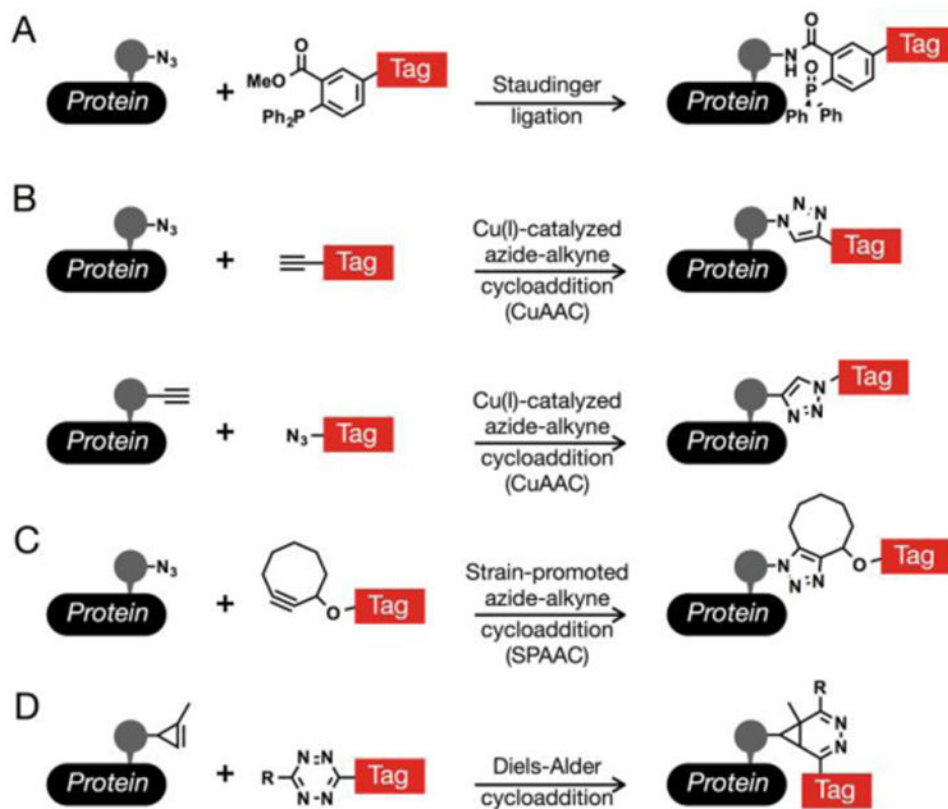 A
N3
Protein
+
O
MeO
Ph2P
Tag
Staudinger
ligation
O
N
H
O
P
Ph Ph
Tag
Protein
B
N3
Protein
+
Tag
Cu(I)-catalyzed
azide-alkyne
cycloaddition
(CuAAC)
N N
N
Tag
Protein
Protein
+
N3
Tag
Cu(I)-catalyzed
azide-alkyne
cycloaddition
(CuAAC)
N
N N
Tag
Protein
C
N3
Protein
+
O
Tag
Strain-promoted
azide-alkyne
cycloaddition
(SPAAC)
N
N N
O
Tag
Protein
D
Protein
+
R
N N
N N
Tag
Diels-Alder
cycloaddition
R
N
N
Tag
Protein